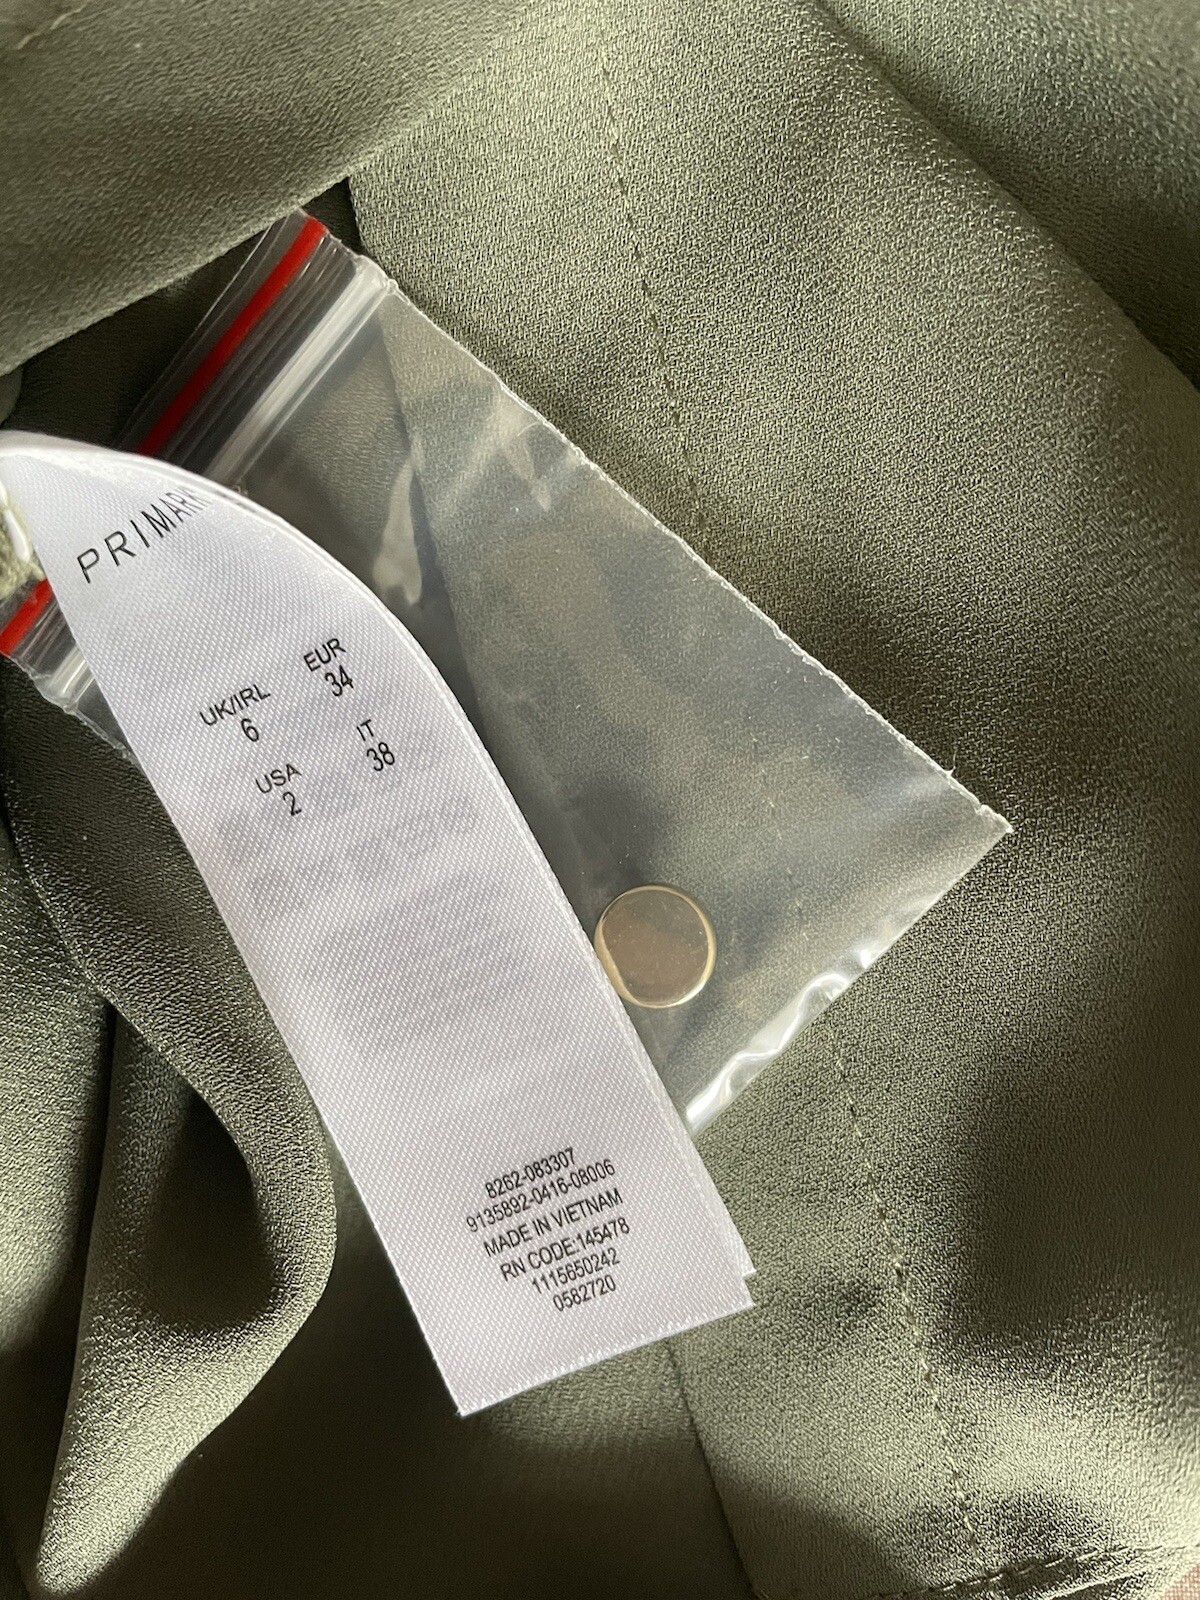 PRIMARK
UK/IRL EUR
6 34
USA IT
2 38
8262-083307
9135892-0416-08006
MADE IN VIETNAM
RN CODE:145478
1115650242
0582720